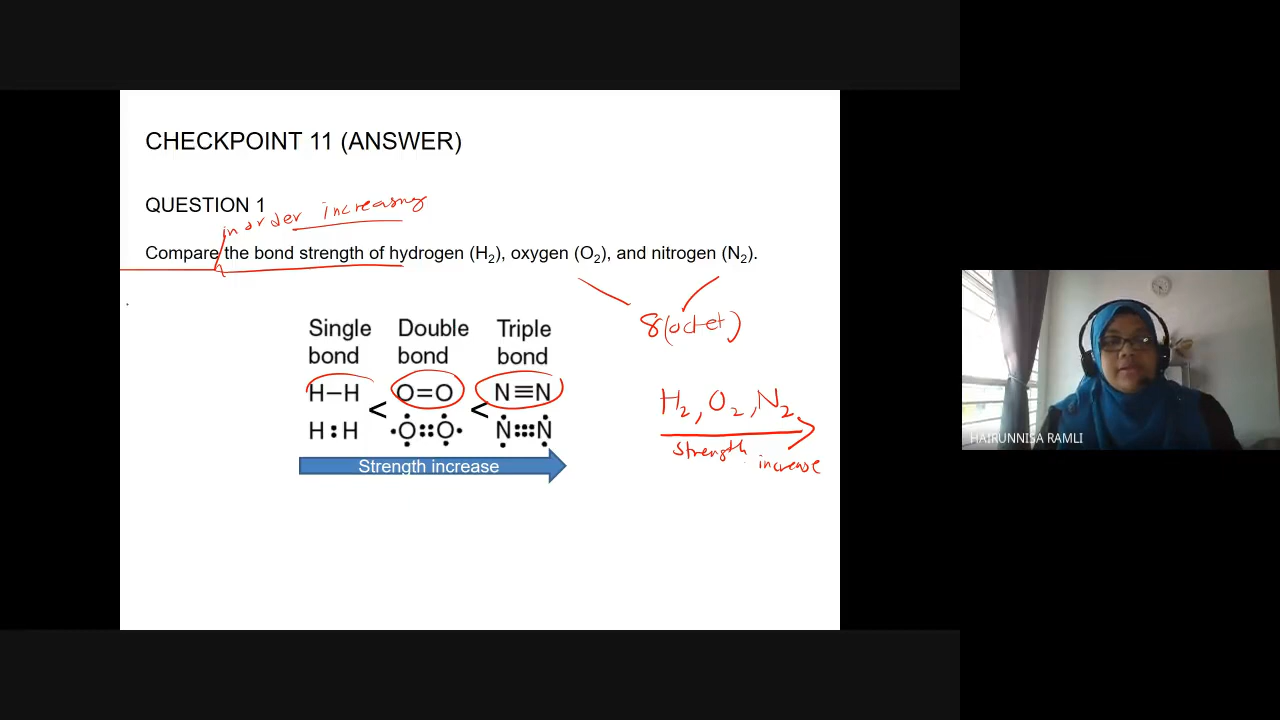 CHECKPOINT 11 (ANSWER)
QUESTION 1
in order increasing
Compare the bond strength of hydrogen (H₂), oxygen (O₂), and nitrogen (N₂).
8 (octet)
Single Double Triple
bond bond bond
H–H < O=O < N≡N
H:H ·O::O· N::::N
Strength increase
H₂, O₂, N₂
strength increase
HAIRUNNISA RAMLI